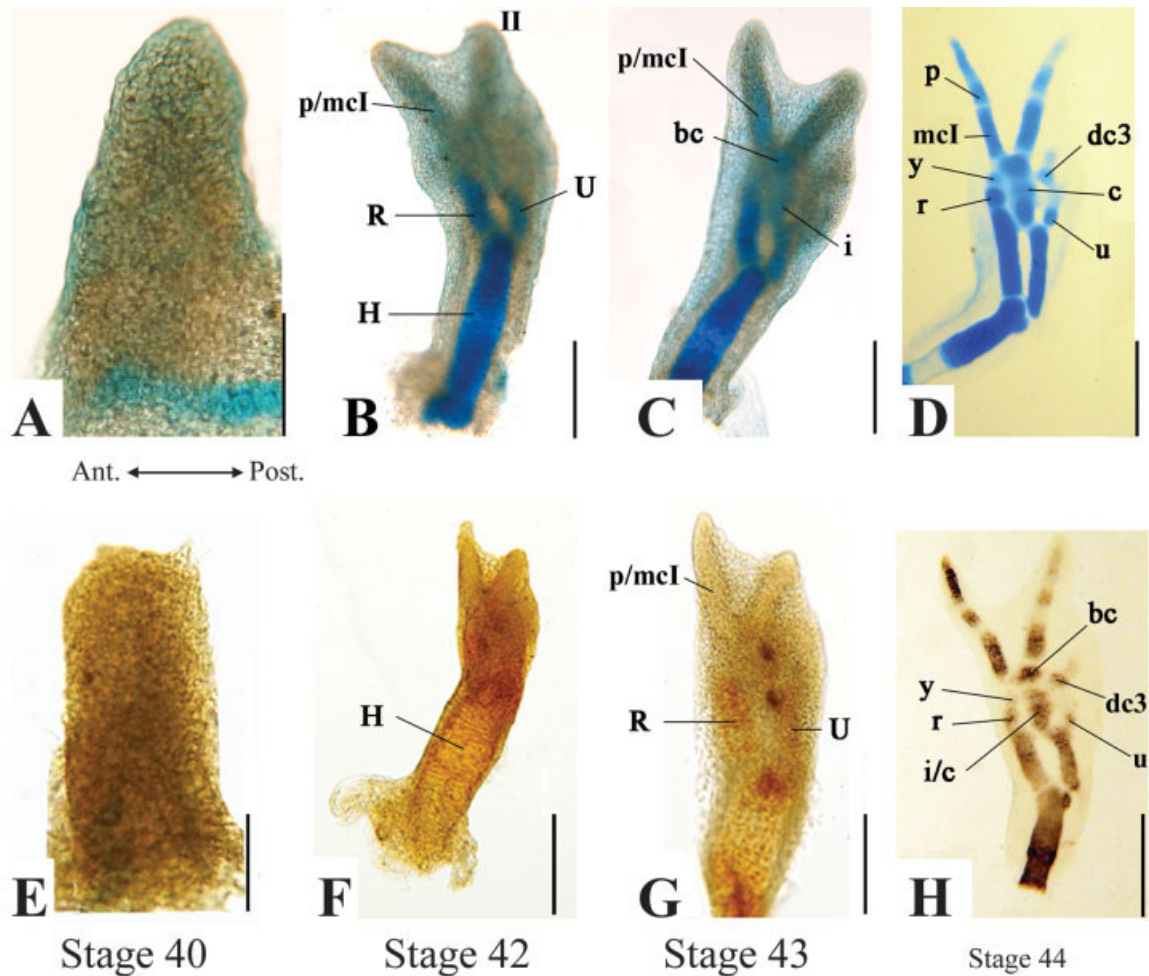 II
p/mcI
R
U
H
p/mcI
bc
i
p
mcI
y
r
dc3
c
u
A
B
C
D
Ant. Post.
H
p/mcI
R
U
bc
y
dc3
r
i/c
u
E
F
G
H
Stage 40 Stage 42 Stage 43 Stage 44